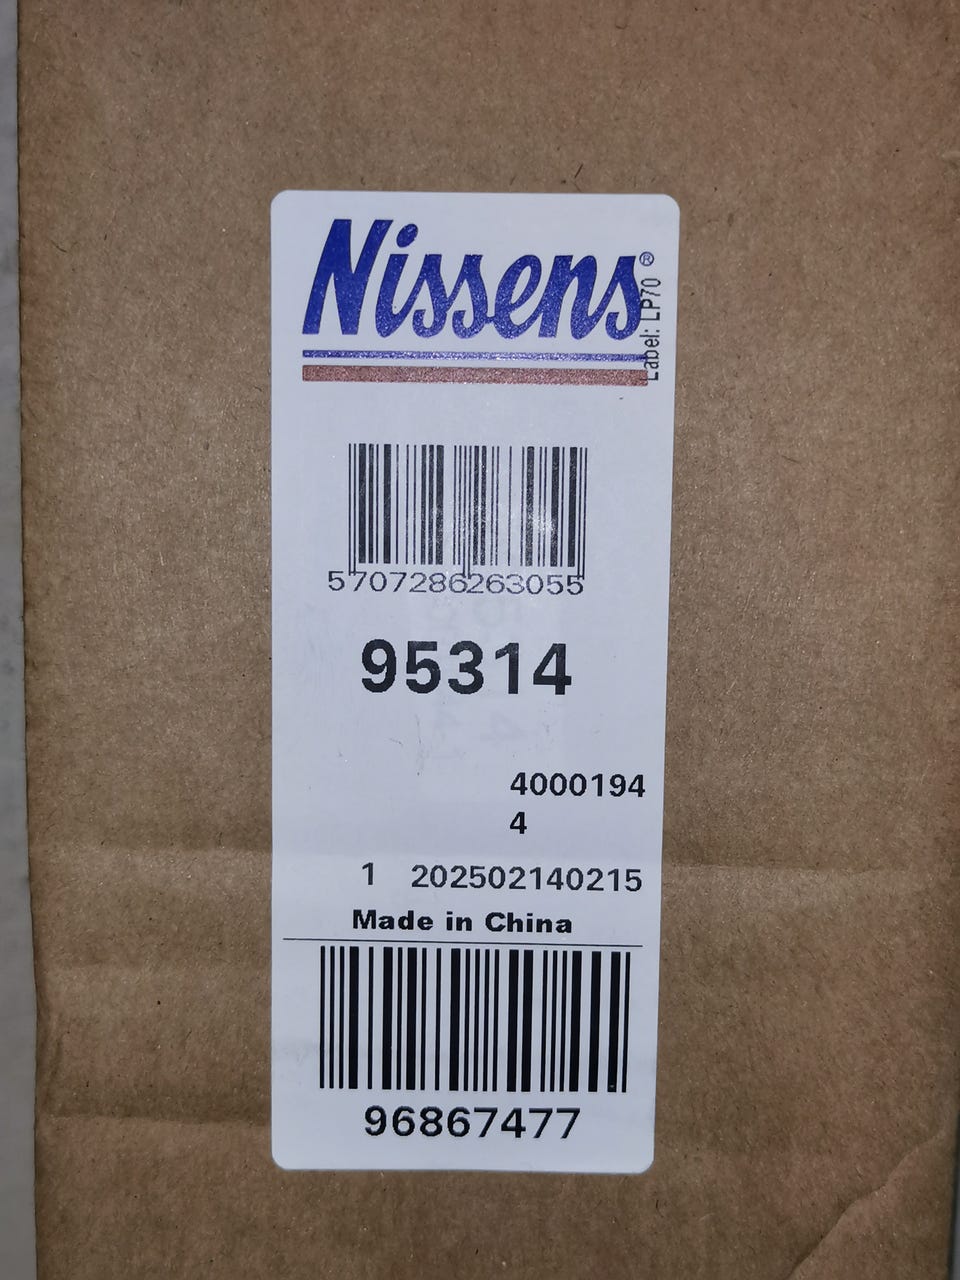 Nissens®
Label: LP70
5707286263055
95314
4000194
4
1 202502140215
Made in China
96867477